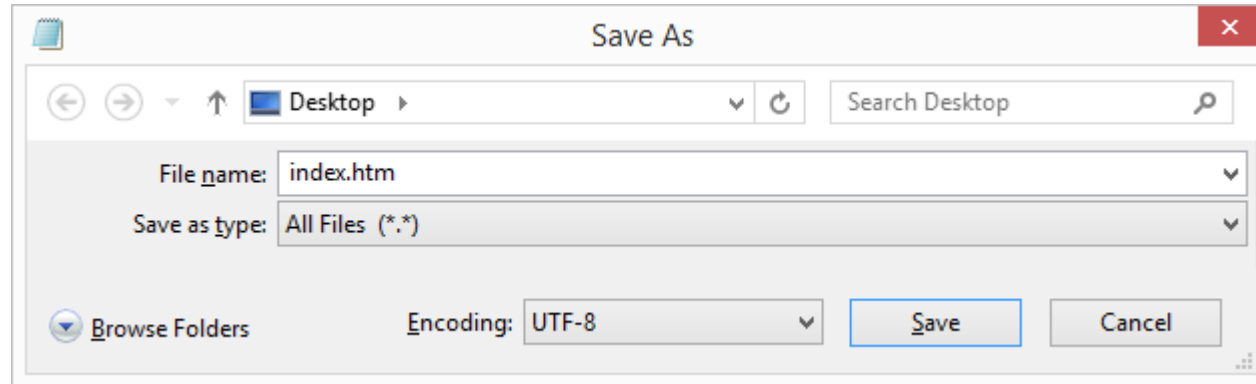 Save As
Desktop
Search Desktop
File name: index.htm
Save as type: All Files (*.*)
Browse Folders Encoding: UTF-8 Save Cancel